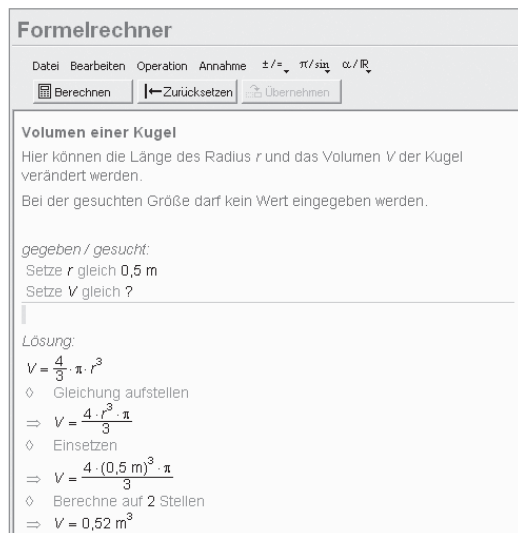 Formelrechner
Datei Bearbeiten Operation Annahme ±/= π/sin α/ℝ
Berechnen Zurücksetzen Übernehmen
Volumen einer Kugel
Hier können die Länge des Radius r und das Volumen V der Kugel
verändert werden.
Bei der gesuchten Größe darf kein Wert eingegeben werden.
gegeben / gesucht:
Setze r gleich 0,5 m
Setze V gleich ?
Lösung:
V = 4/3 · π · r³
◊ Gleichung aufstellen
⇒ V = 4 · r³ · π / 3
◊ Einsetzen
⇒ V = 4 · (0,5 m)³ · π / 3
◊ Berechne auf 2 Stellen
⇒ V = 0,52 m³